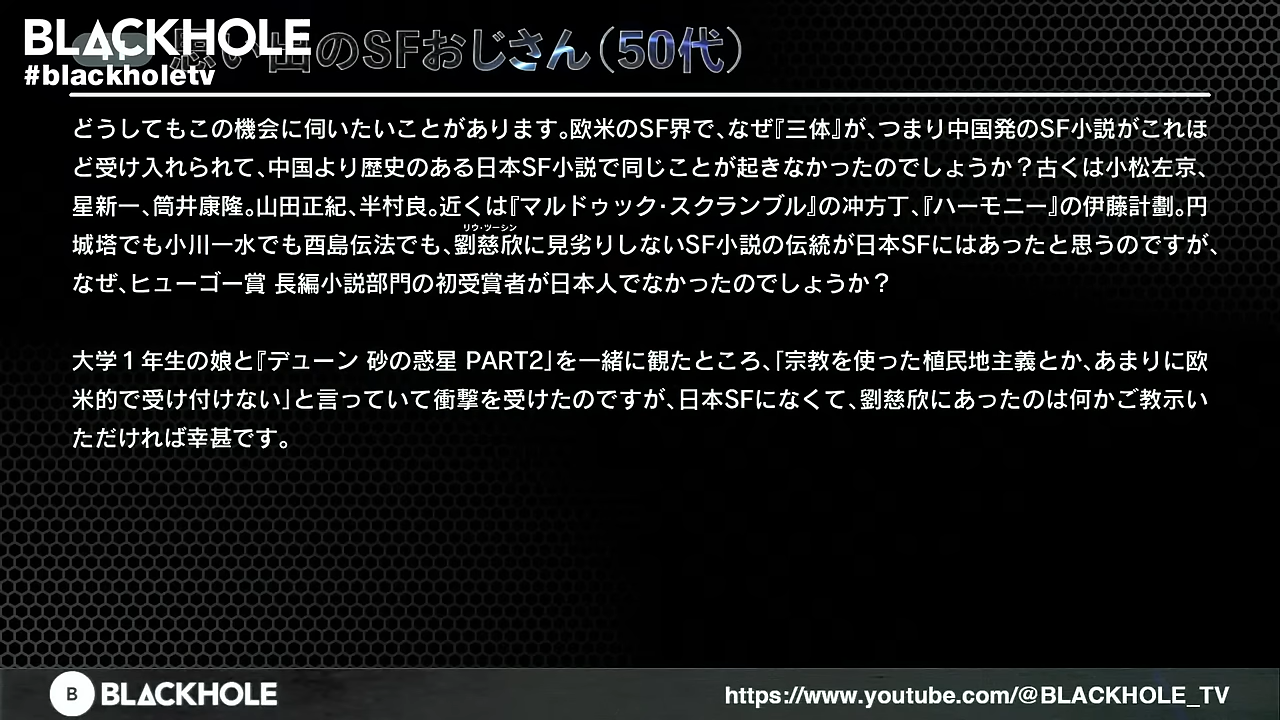 BLACKHOLE
#blackholetv
思い出のSFおじさん（50代）
どうしてもこの機会に伺いたいことがあります。欧米のSF界で、なぜ『三体』が、つまり中国発のSF小説がこれほ
ど受け入れられて、中国より歴史のある日本SF小説で同じことが起きなかったのでしょうか？古くは小松左京、
星新一、筒井康隆。山田正紀、半村良。近くは『マルドゥック・スクランブル』の冲方丁、『ハーモニー』の伊藤計劃。円
リウ・ツーシン
城塔でも小川一水でも酉島伝法でも、劉慈欣に見劣りしないSF小説の伝統が日本SFにはあったと思うのですが、
なぜ、ヒューゴー賞 長編小説部門の初受賞者が日本人でなかったのでしょうか？
大学１年生の娘と『デューン 砂の惑星 PART2』を一緒に観たところ、「宗教を使った植民地主義とか、あまりに欧
米的で受け付けない」と言っていて衝撃を受けたのですが、日本SFになくて、劉慈欣にあったのは何かご教示い
ただければ幸甚です。
B BLACKHOLE
https://www.youtube.com/@BLACKHOLE_TV